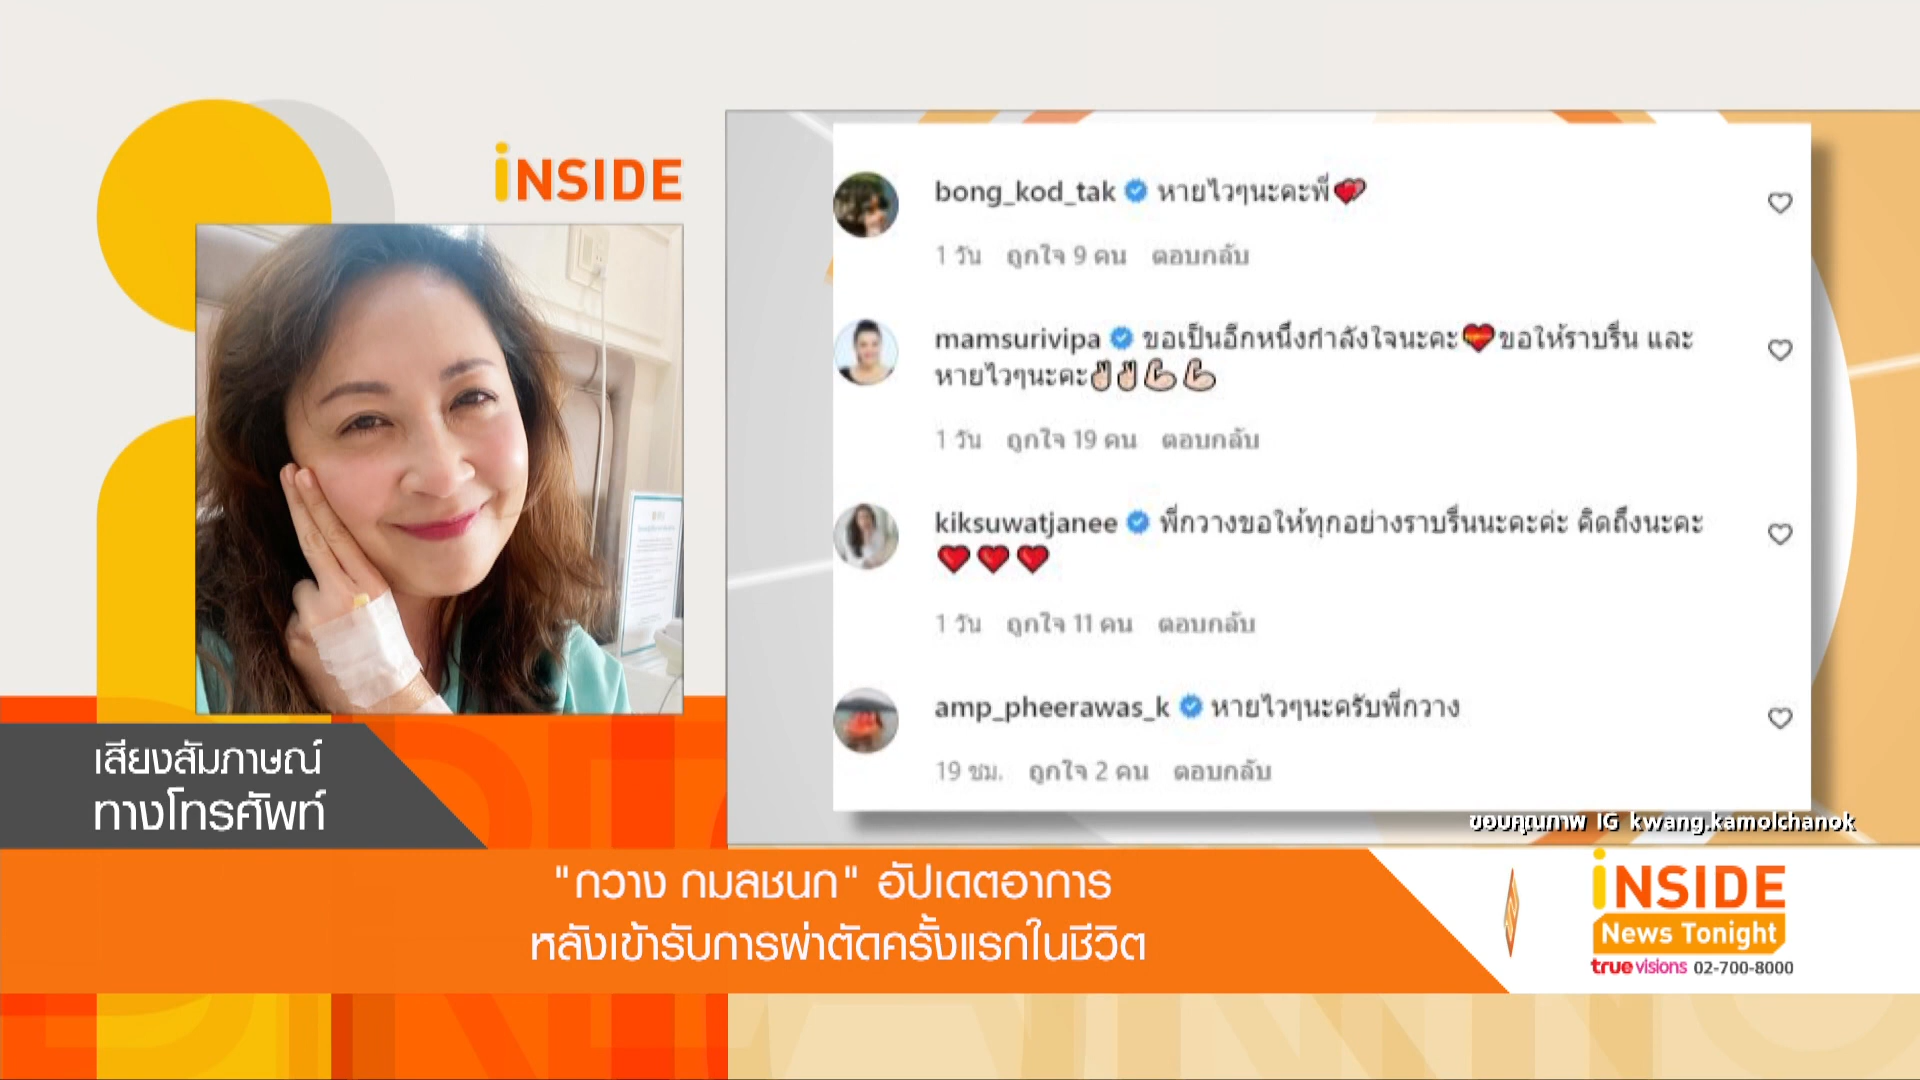 iNSIDE
bong_kod_tak หายไวๆนะคะพี่💕
1 วัน ถูกใจ 9 คน ตอบกลับ
mamsurivipa ขอเป็นอีกหนึ่งกำลังใจนะคะ💝ขอให้ราบรื่น และ
หายไวๆนะคะ✌🏻✌🏻💪🏻💪🏻
1 วัน ถูกใจ 19 คน ตอบกลับ
kiksuwatjanee พี่กวางขอให้ทุกอย่างราบรื่นนะคะค่ะ คิดถึงนะคะ
❤️❤️❤️
1 วัน ถูกใจ 11 คน ตอบกลับ
amp_pheerawas_k หายไวๆนะครับพี่กวาง
19 ชม. ถูกใจ 2 คน ตอบกลับ
ขอบคุณภาพ IG kwang.kamolchanok
เสียงสัมภาษณ์
ทางโทรศัพท์
"กวาง กมลชนก" อัปเดตอาการ
หลังเข้ารับการผ่าตัดครั้งแรกในชีวิต
iNSIDE
News Tonight
truevisions 02-700-8000